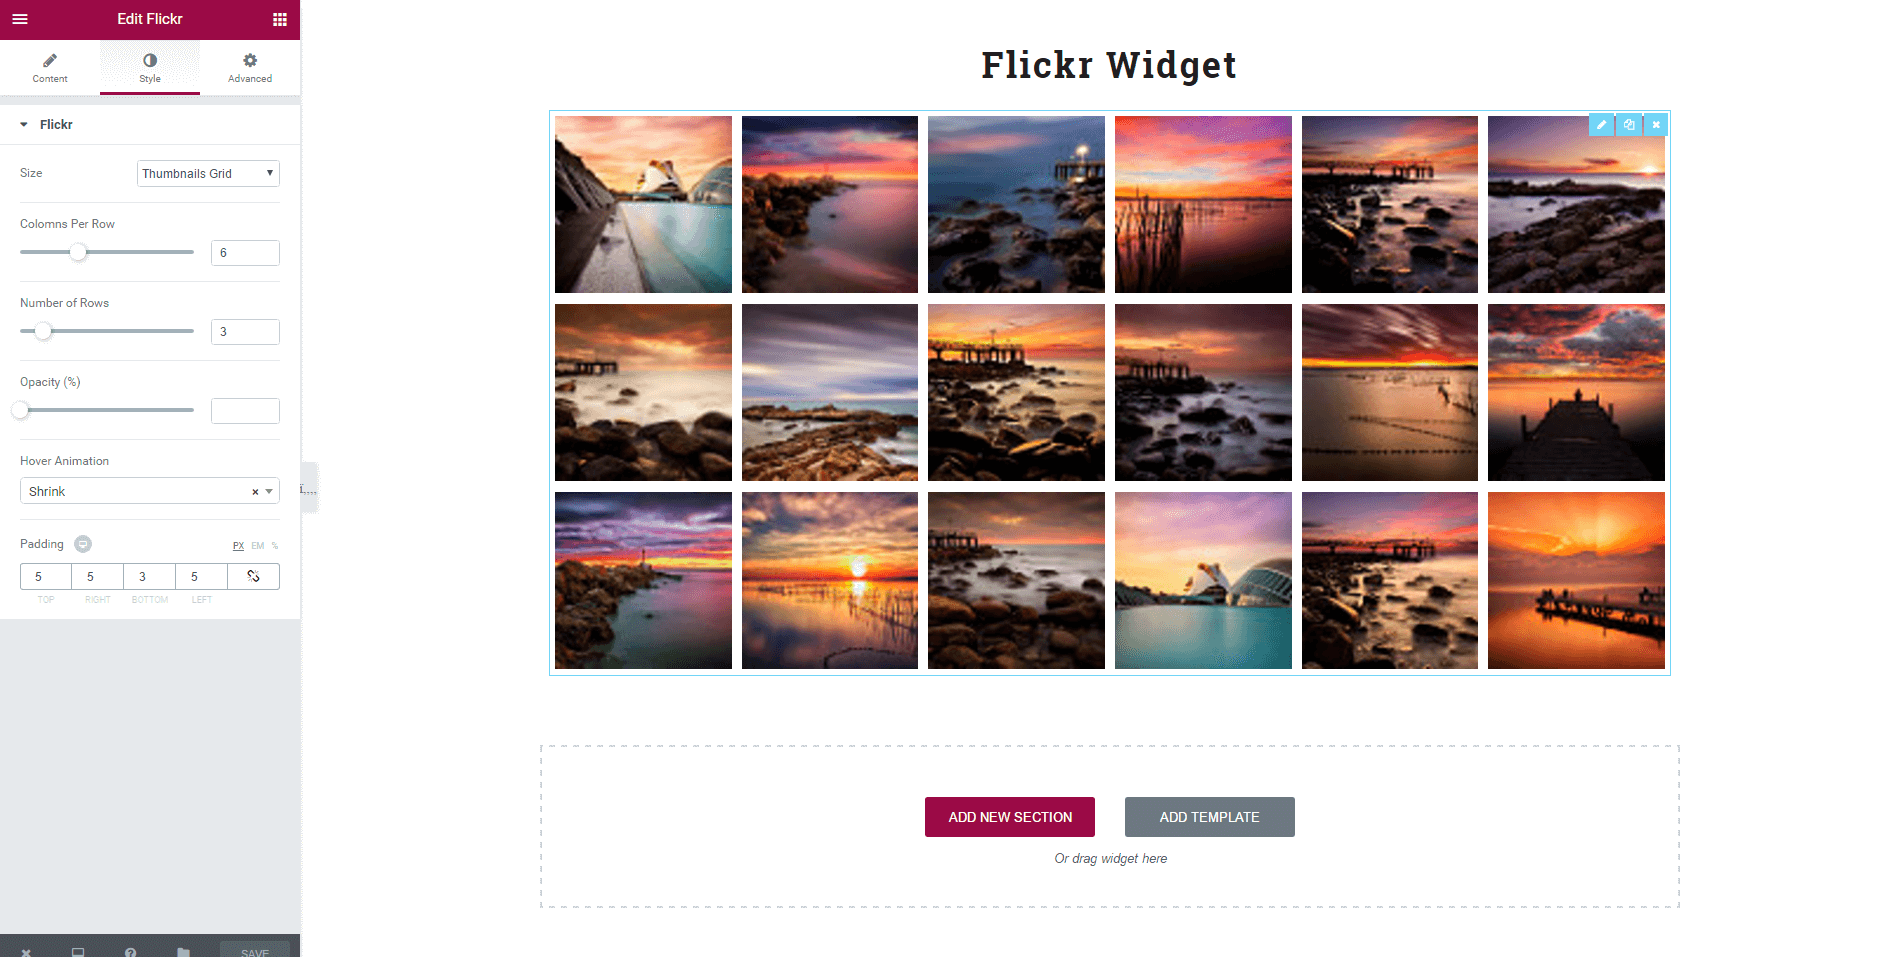 Edit Flickr
Content
Style
Advanced
Flickr
Size
Thumbnails Grid
Colomns Per Row
6
Number of Rows
3
Opacity (%)
Hover Animation
Shrink
Padding
PX EM %
5 5 3 5
TOP RIGHT BOTTOM LEFT
SAVE
Flickr Widget
ADD NEW SECTION
ADD TEMPLATE
Or drag widget here